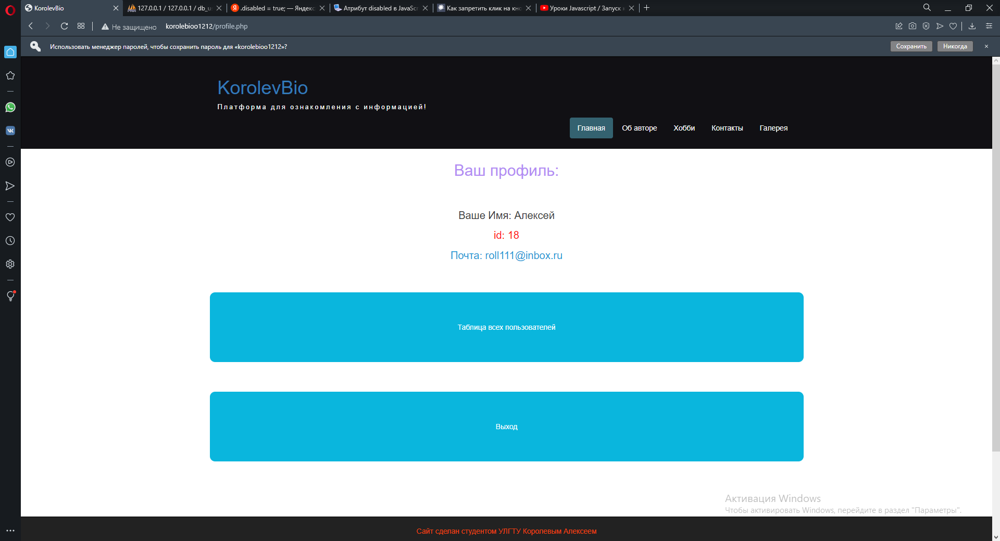 KorolevBio
127.0.0.1 / 127.0.0.1 / db_u
.disabled = true; — Яндекс
Атрибут disabled в JavaSc
Как запретить клик на кно
Уроки Javascript / Запуск
Не защищено
korolebioo1212/profile.php
Использовать менеджер паролей, чтобы сохранить пароль для «korolebioo1212»?
Сохранить
Никогда
KorolevBio
Платформа для ознакомления с информацией!
Главная
Об авторе
Хобби
Контакты
Галерея
Ваш профиль:
Ваше Имя: Алексей
id: 18
Почта: roll111@inbox.ru
Таблица всех пользователей
Выход
Активация Windows
Чтобы активировать Windows, перейдите в раздел "Параметры".
Сайт сделан студентом УЛГТУ Королевым Алексеем